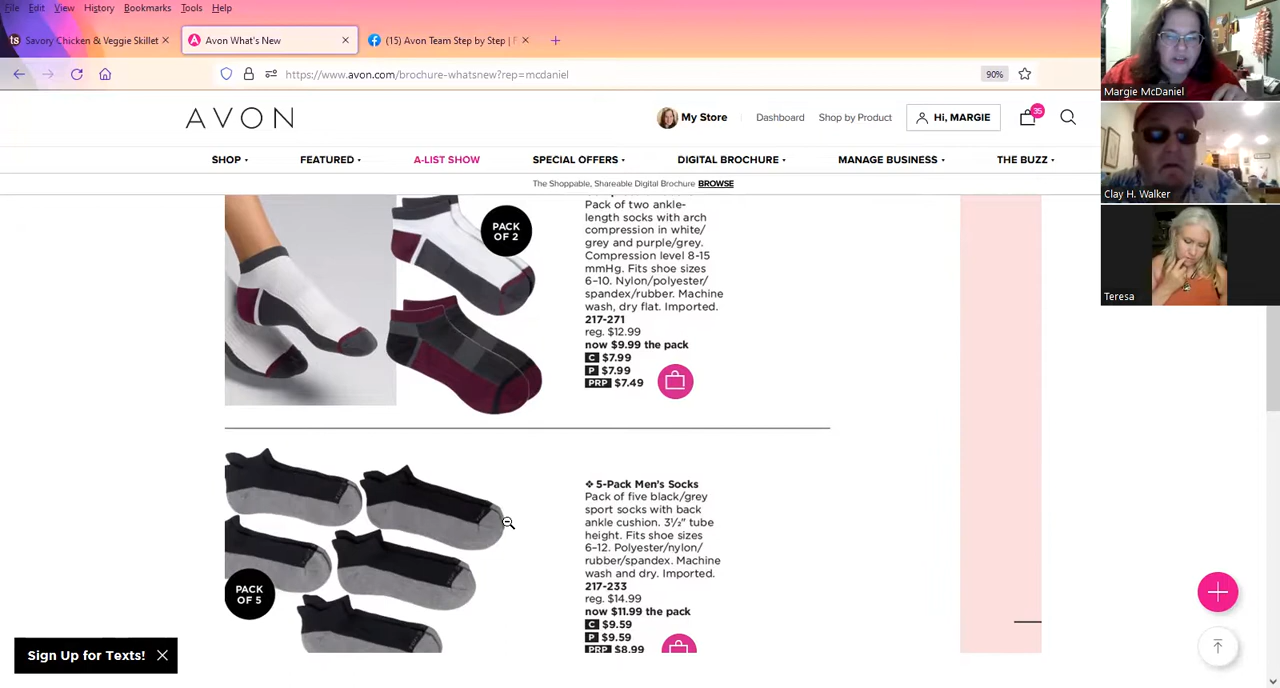 File Edit View History Bookmarks Tools Help
ts Savory Chicken & Veggie Skillet
Avon What's New
(15) Avon Team Step by Step |
https://www.avon.com/brochure-whatsnew?rep=mcdaniel
90%
AVON
My Store
Dashboard
Shop by Product
Hi, MARGIE
35
SHOP
FEATURED
A-LIST SHOW
SPECIAL OFFERS
DIGITAL BROCHURE
MANAGE BUSINESS
THE BUZZ
The Shoppable, Shareable Digital Brochure BROWSE
PACK
OF 2
Pack of two ankle-
length socks with arch
compression in white/
grey and purple/grey.
Compression level 8-15
mmHg. Fits shoe sizes
6–10. Nylon/polyester/
spandex/rubber. Machine
wash, dry flat. Imported.
217-271
reg. $12.99
now $9.99 the pack
C $7.99
P $7.99
PRP $7.49
PACK
OF 5
❖ 5-Pack Men's Socks
Pack of five black/grey
sport socks with back
ankle cushion. 3½" tube
height. Fits shoe sizes
6–12. Polyester/nylon/
rubber/spandex. Machine
wash and dry. Imported.
217-233
reg. $14.99
now $11.99 the pack
C $9.59
P $9.59
PRP $8.99
Sign Up for Texts!
Margie McDaniel
Clay H. Walker
Teresa